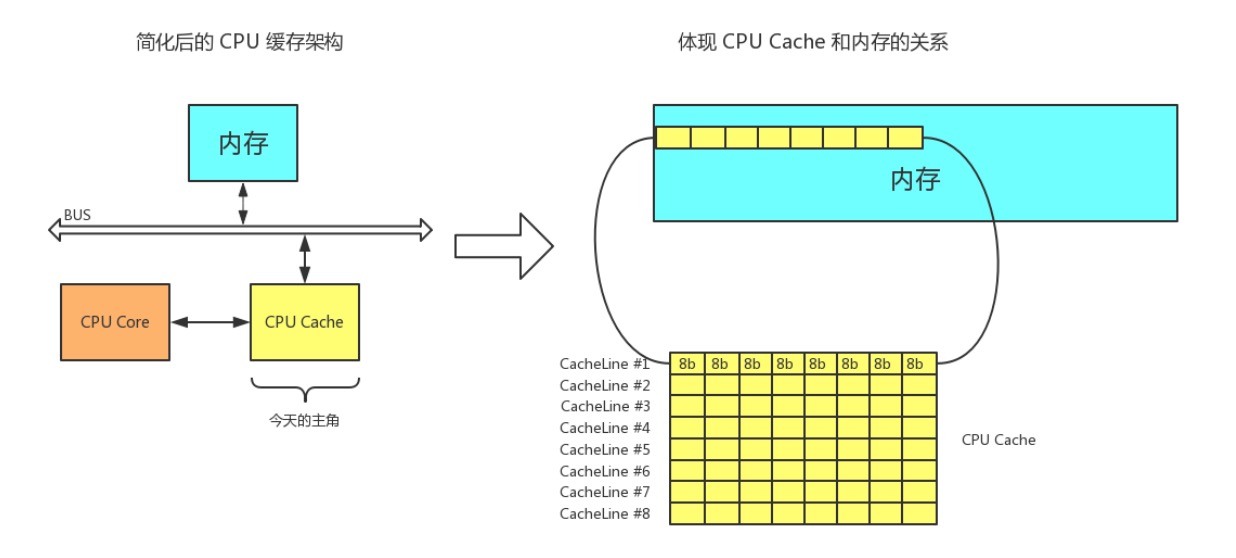 简化后的 CPU 缓存架构
体现 CPU Cache 和内存的关系
内存
BUS
CPU Core
CPU Cache
今天的主角
内存
CacheLine #1 8b 8b 8b 8b 8b 8b 8b 8b
CacheLine #2
CacheLine #3
CacheLine #4
CacheLine #5
CacheLine #6
CacheLine #7
CacheLine #8
CPU Cache